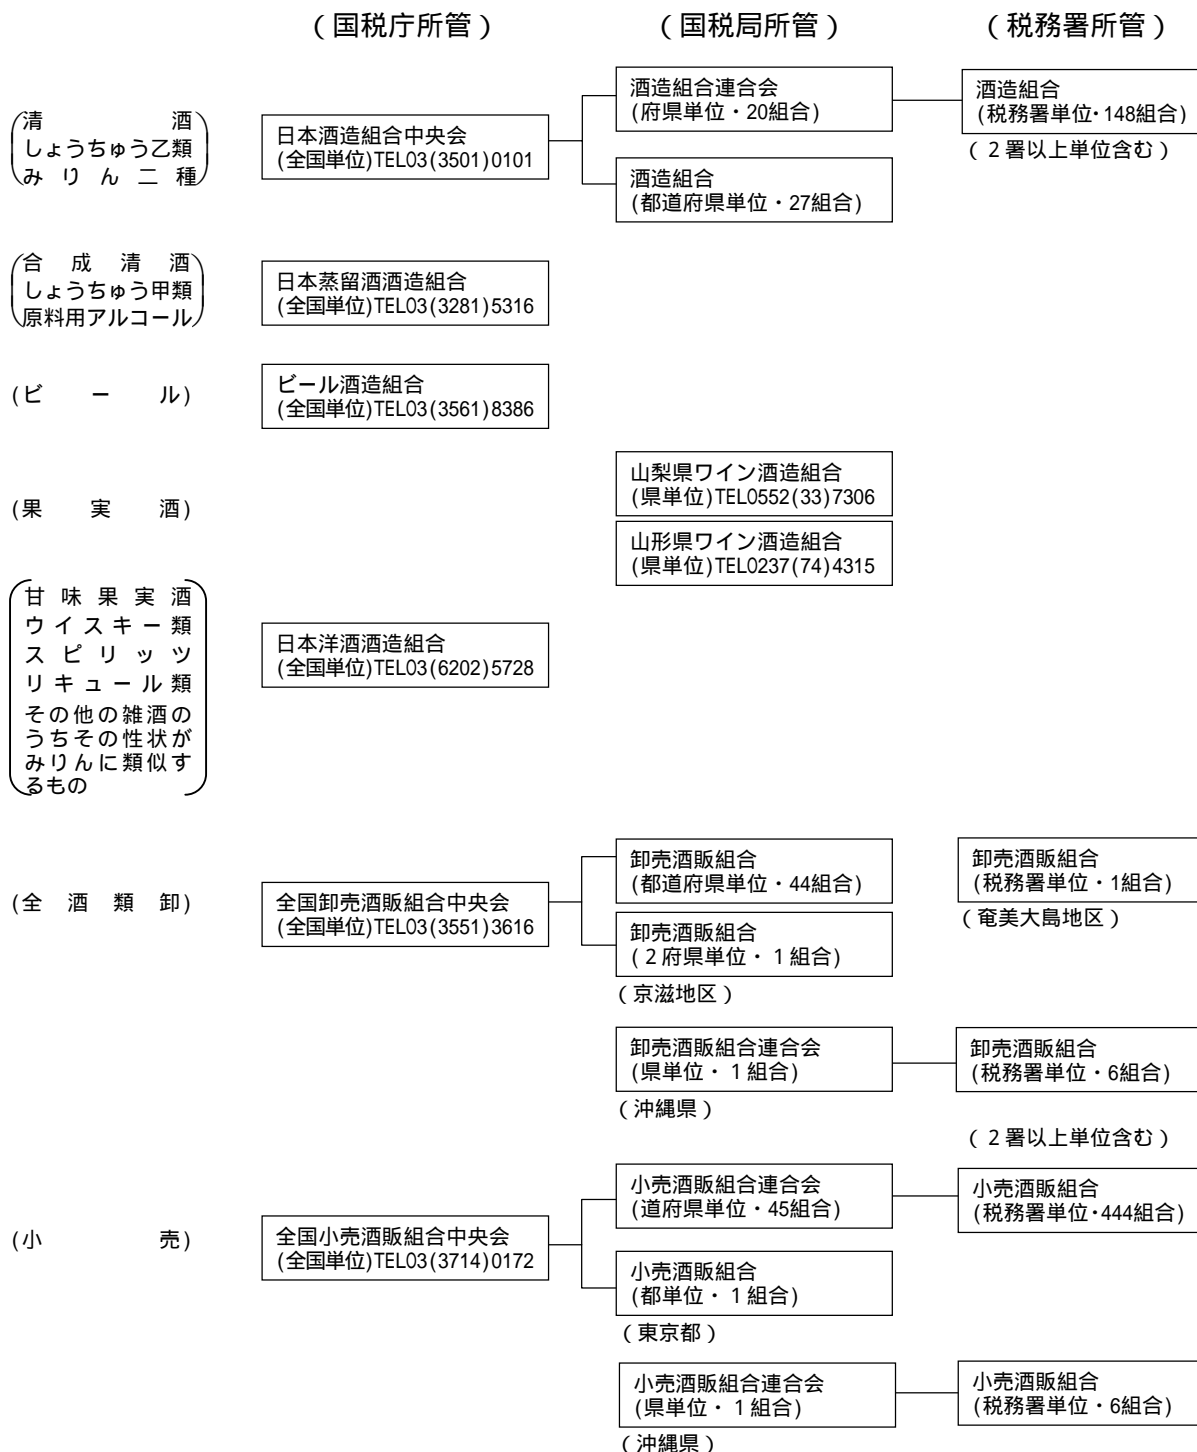 （国税庁所管）　（国税局所管）　（税務署所管）
清酒
しょうちゅう乙類
みりん二種
日本酒造組合中央会
(全国単位)TEL03(3501)0101
酒造組合連合会
(府県単位・20組合)
酒造組合
(都道府県単位・27組合)
酒造組合
(税務署単位・148組合)
（２署以上単位含む）
合成清酒
しょうちゅう甲類
原料用アルコール
日本蒸留酒酒造組合
(全国単位)TEL03(3281)5316
(ビール)
ビール酒造組合
(全国単位)TEL03(3561)8386
(果実酒)
山梨県ワイン酒造組合
(県単位)TEL0552(33)7306
山形県ワイン酒造組合
(県単位)TEL0237(74)4315
甘味果実酒
ウイスキー類
スピリッツ
リキュール類
その他の雑酒の
うちその性状が
みりんに類似す
るもの
日本洋酒酒造組合
(全国単位)TEL03(6202)5728
(全酒類卸)
全国卸売酒販組合中央会
(全国単位)TEL03(3551)3616
卸売酒販組合
(都道府県単位・44組合)
卸売酒販組合
(２府県単位・１組合)
（京滋地区）
卸売酒販組合
(税務署単位・1組合)
（奄美大島地区）
卸売酒販組合連合会
(県単位・１組合)
（沖縄県）
卸売酒販組合
(税務署単位・6組合)
（２署以上単位含む）
(小売)
全国小売酒販組合中央会
(全国単位)TEL03(3714)0172
小売酒販組合連合会
(道府県単位・45組合)
小売酒販組合
(税務署単位・444組合)
小売酒販組合
(都単位・１組合)
（東京都）
小売酒販組合連合会
(県単位・１組合)
（沖縄県）
小売酒販組合
(税務署単位・6組合)